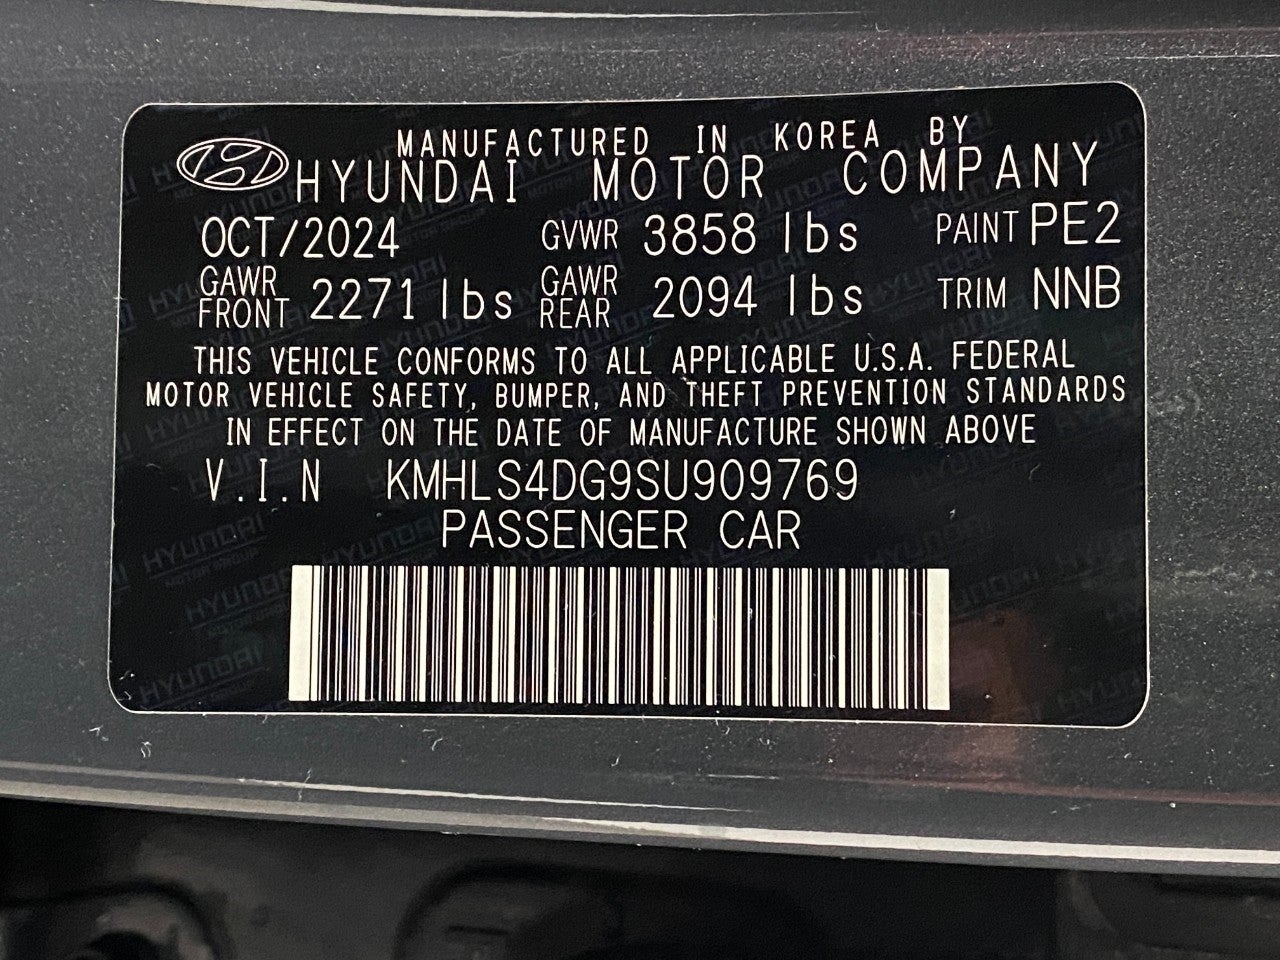 MANUFACTURED IN KOREA BY
HYUNDAI MOTOR COMPANY
OCT/2024 GVWR 3858 lbs PAINT PE2
GAWR FRONT 2271 lbs GAWR REAR 2094 lbs TRIM NNB
THIS VEHICLE CONFORMS TO ALL APPLICABLE U.S.A. FEDERAL
MOTOR VEHICLE SAFETY, BUMPER, AND THEFT PREVENTION STANDARDS
IN EFFECT ON THE DATE OF MANUFACTURE SHOWN ABOVE
V.I.N KMHLS4DG9SU909769
PASSENGER CAR